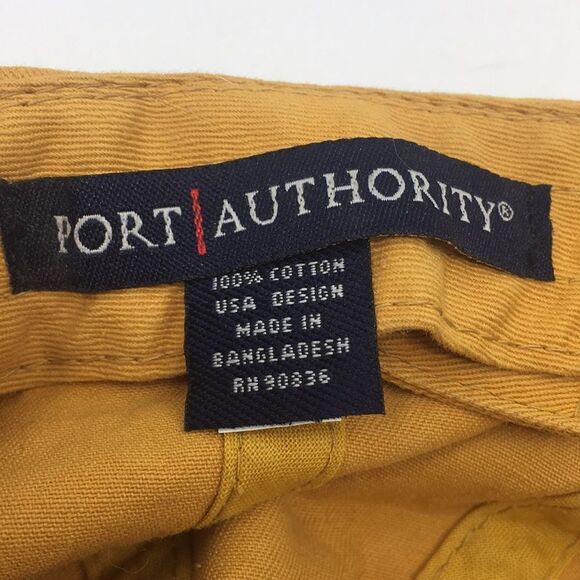 PORT | AUTHORITY®
100% COTTON
USA DESIGN
MADE IN
BANGLADESH
RN 90836